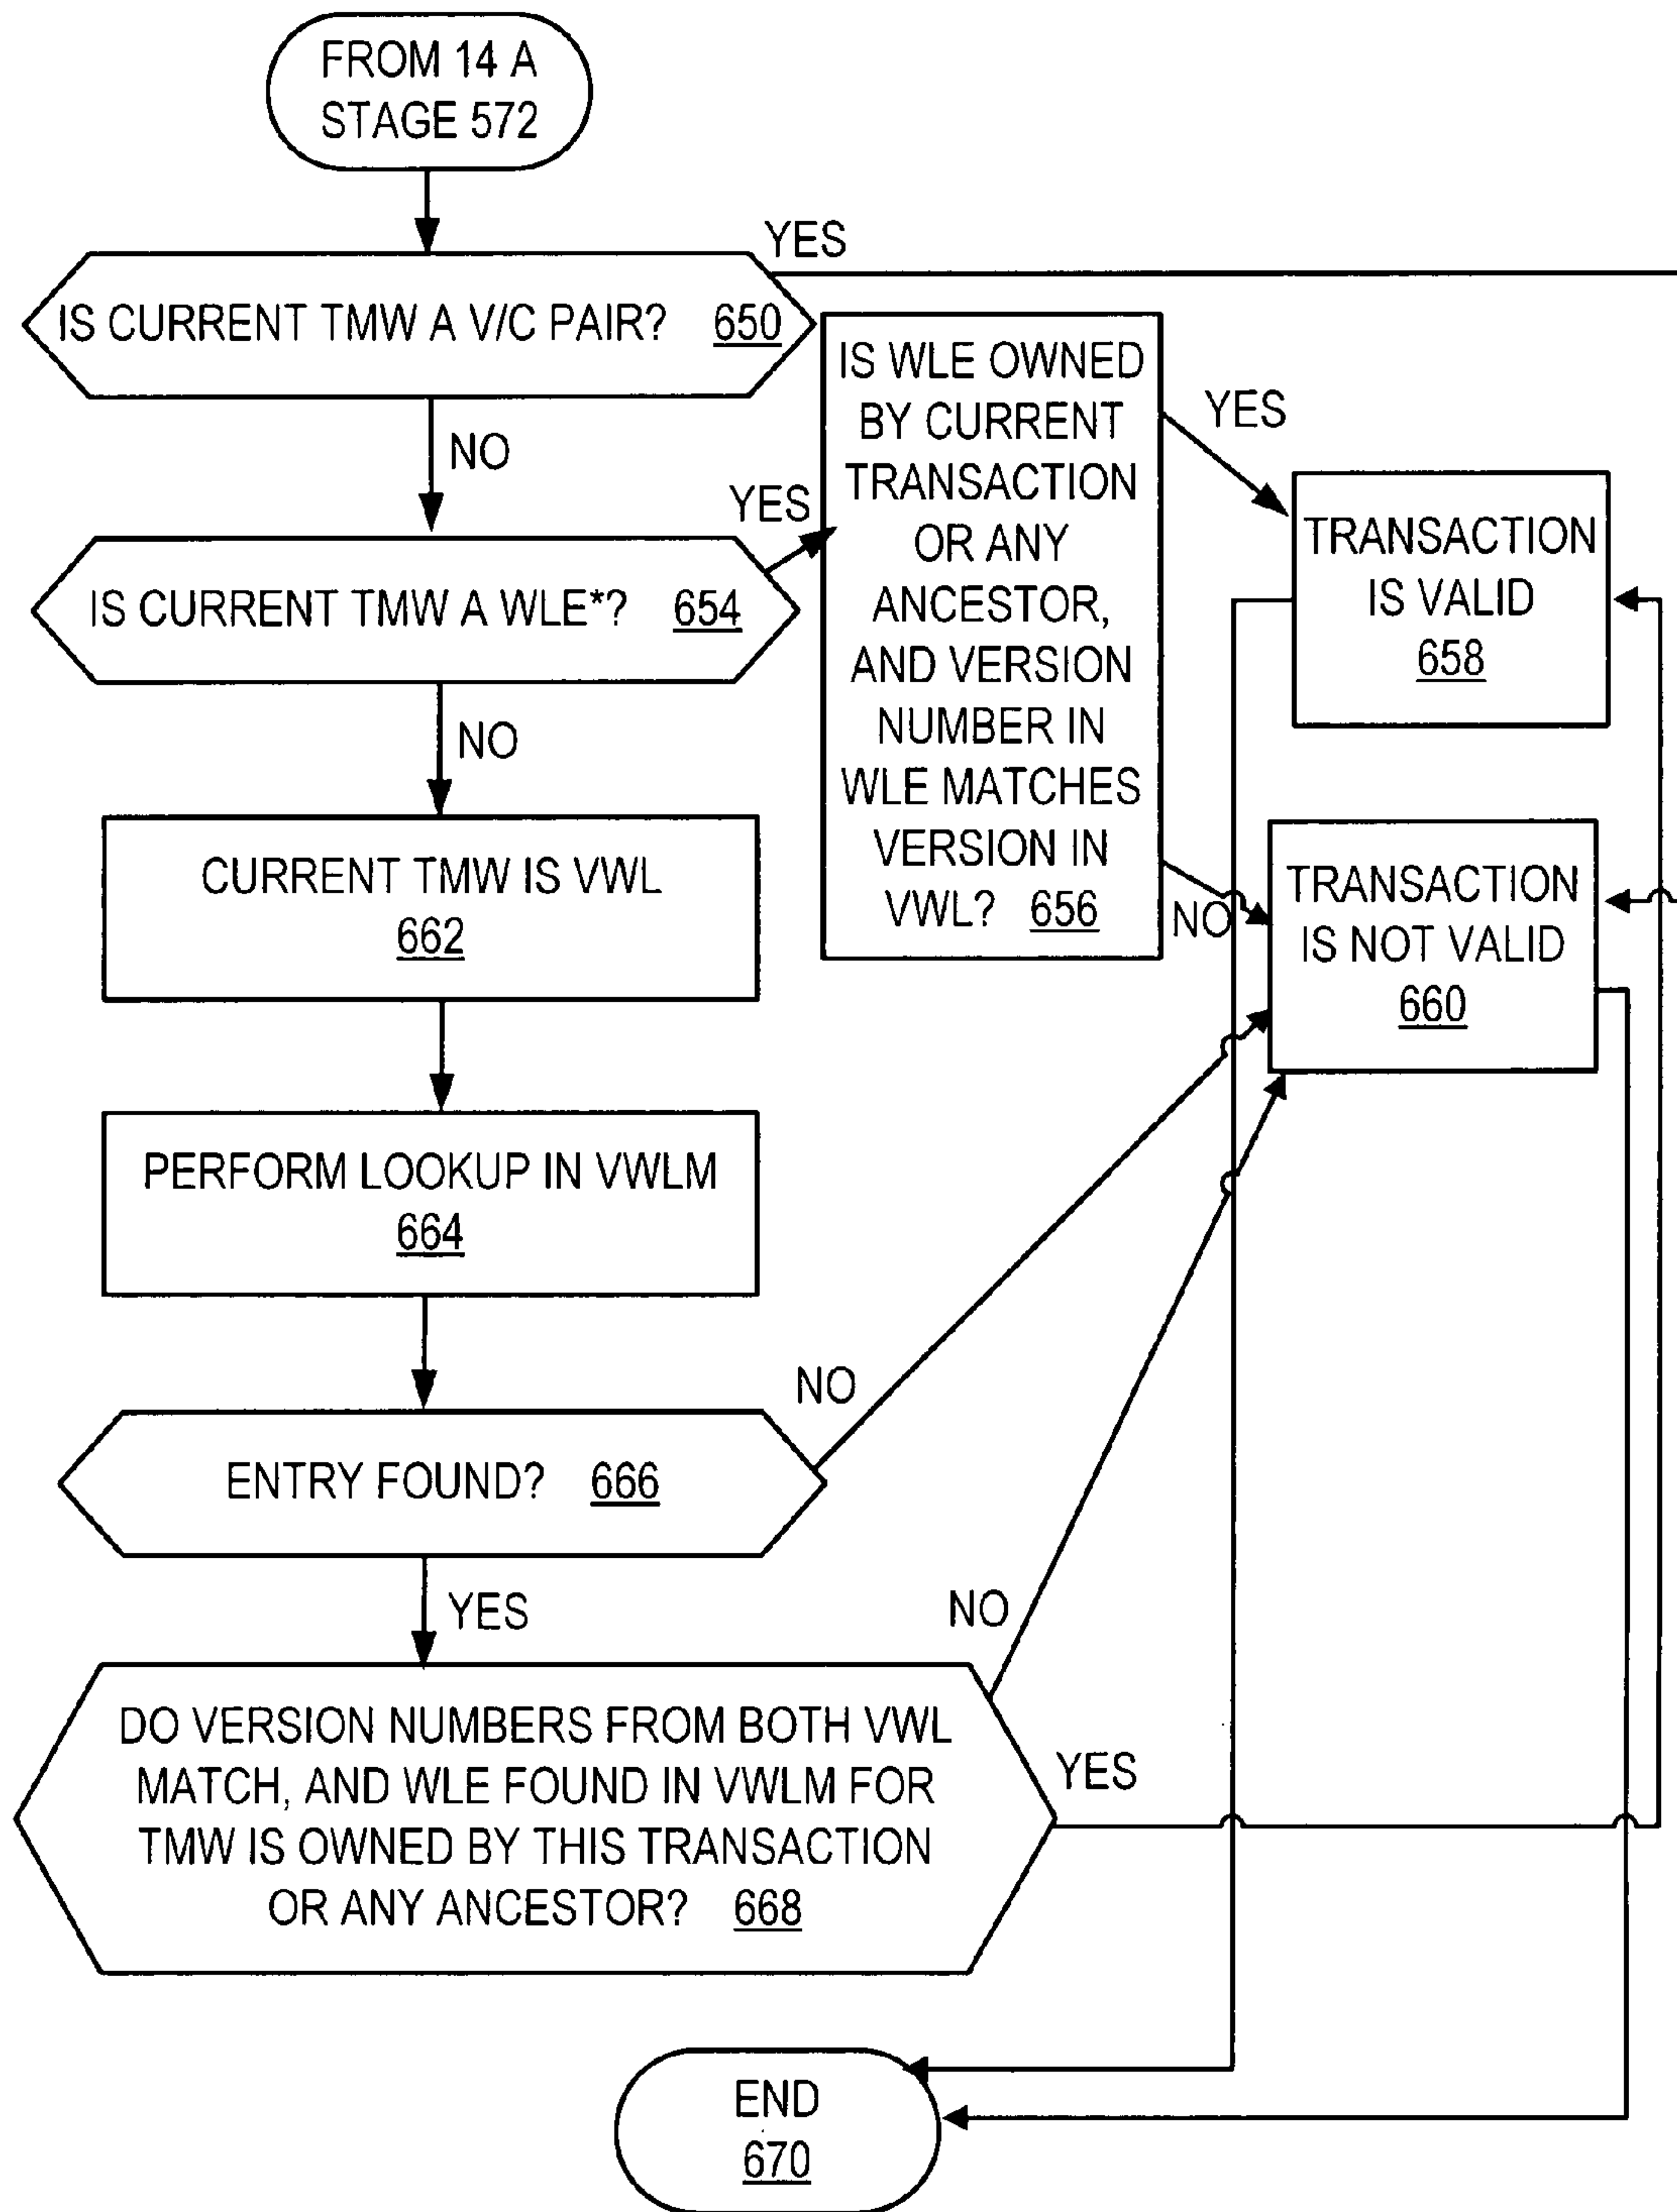 FROM 14 A
STAGE 572
YES
IS CURRENT TMW A V/C PAIR? 650
NO
YES
IS WLE OWNED
BY CURRENT
TRANSACTION
OR ANY
ANCESTOR,
AND VERSION
NUMBER IN
WLE MATCHES
VERSION IN
VWL? 656
YES
NO
TRANSACTION
IS VALID
658
TRANSACTION
IS NOT VALID
660
IS CURRENT TMW A WLE*? 654
NO
CURRENT TMW IS VWL
662
PERFORM LOOKUP IN VWLM
664
NO
ENTRY FOUND? 666
YES
NO
DO VERSION NUMBERS FROM BOTH VWL
MATCH, AND WLE FOUND IN VWLM FOR
TMW IS OWNED BY THIS TRANSACTION
OR ANY ANCESTOR? 668
YES
END
670